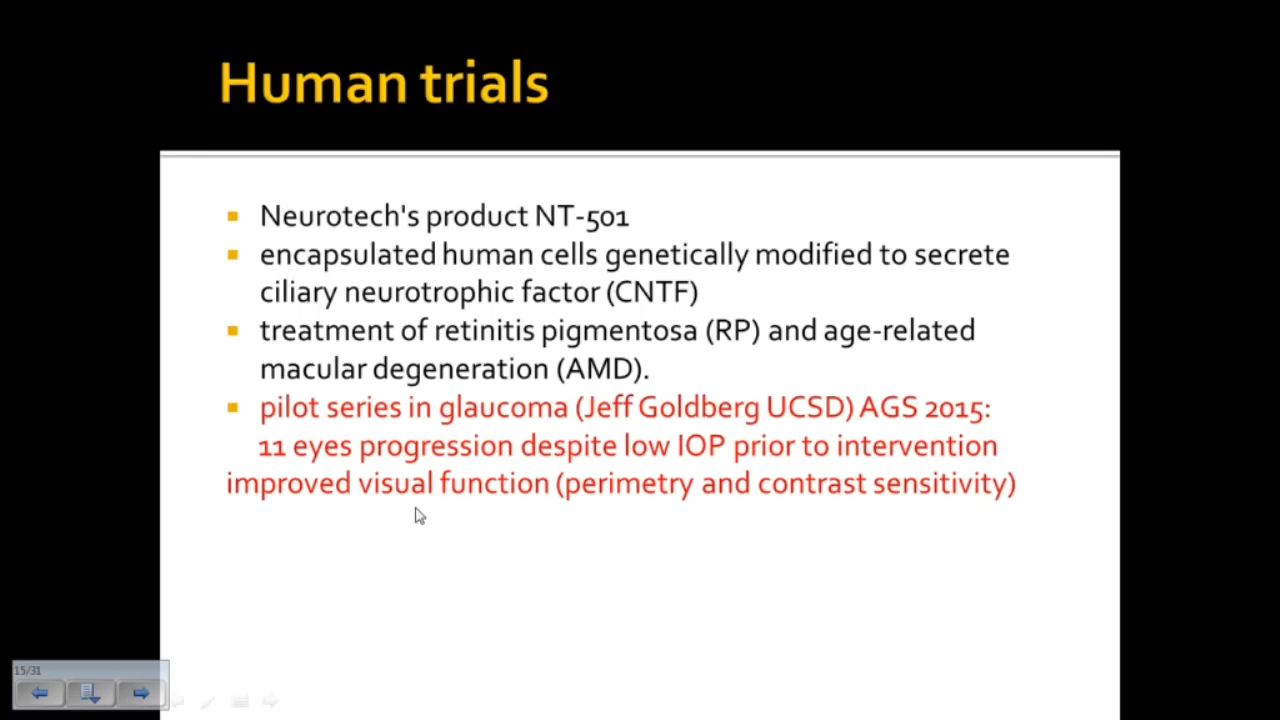 Human trials
Neurotech's product NT-501
encapsulated human cells genetically modified to secrete
ciliary neurotrophic factor (CNTF)
treatment of retinitis pigmentosa (RP) and age-related
macular degeneration (AMD).
pilot series in glaucoma (Jeff Goldberg UCSD) AGS 2015:
11 eyes progression despite low IOP prior to intervention
improved visual function (perimetry and contrast sensitivity)
15/31